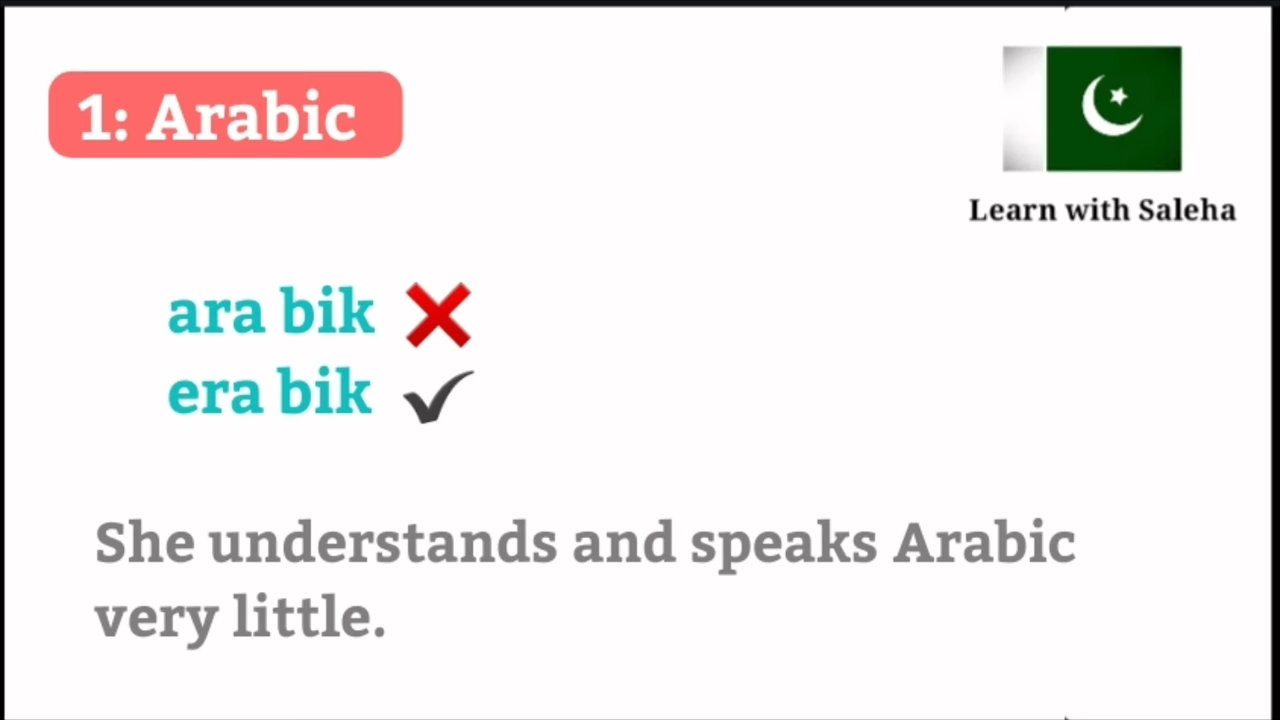 1: Arabic
Learn with Saleha
ara bik
era bik
She understands and speaks Arabic
very little.